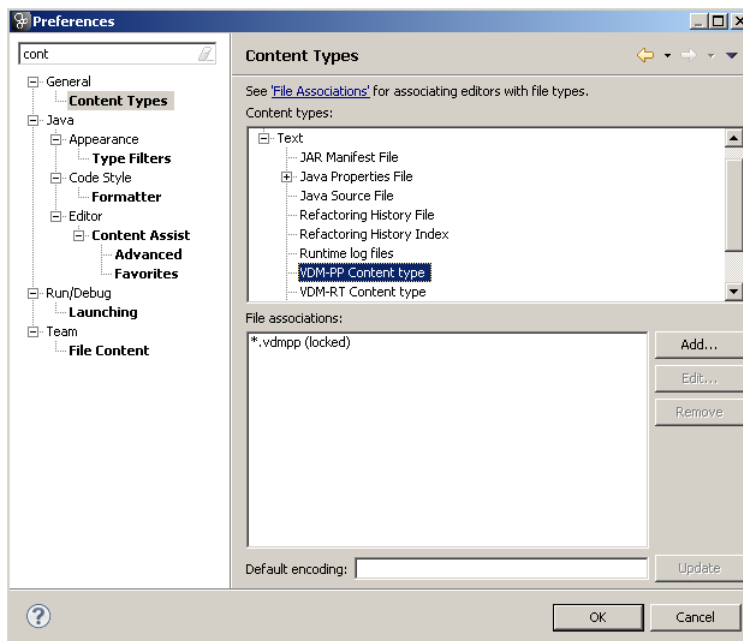 Preferences
cont
General
Content Types
Java
Appearance
Type Filters
Code Style
Formatter
Editor
Content Assist
Advanced
Favorites
Run/Debug
Launching
Team
File Content
Content Types
See 'File Associations' for associating editors with file types.
Content types:
Text
JAR Manifest File
Java Properties File
Java Source File
Refactoring History File
Refactoring History Index
Runtime log files
VDM-PP Content type
VDM-RT Content type
File associations:
*.vdmpp (locked)
Add...
Edit...
Remove
Default encoding:
Update
?
OK
Cancel